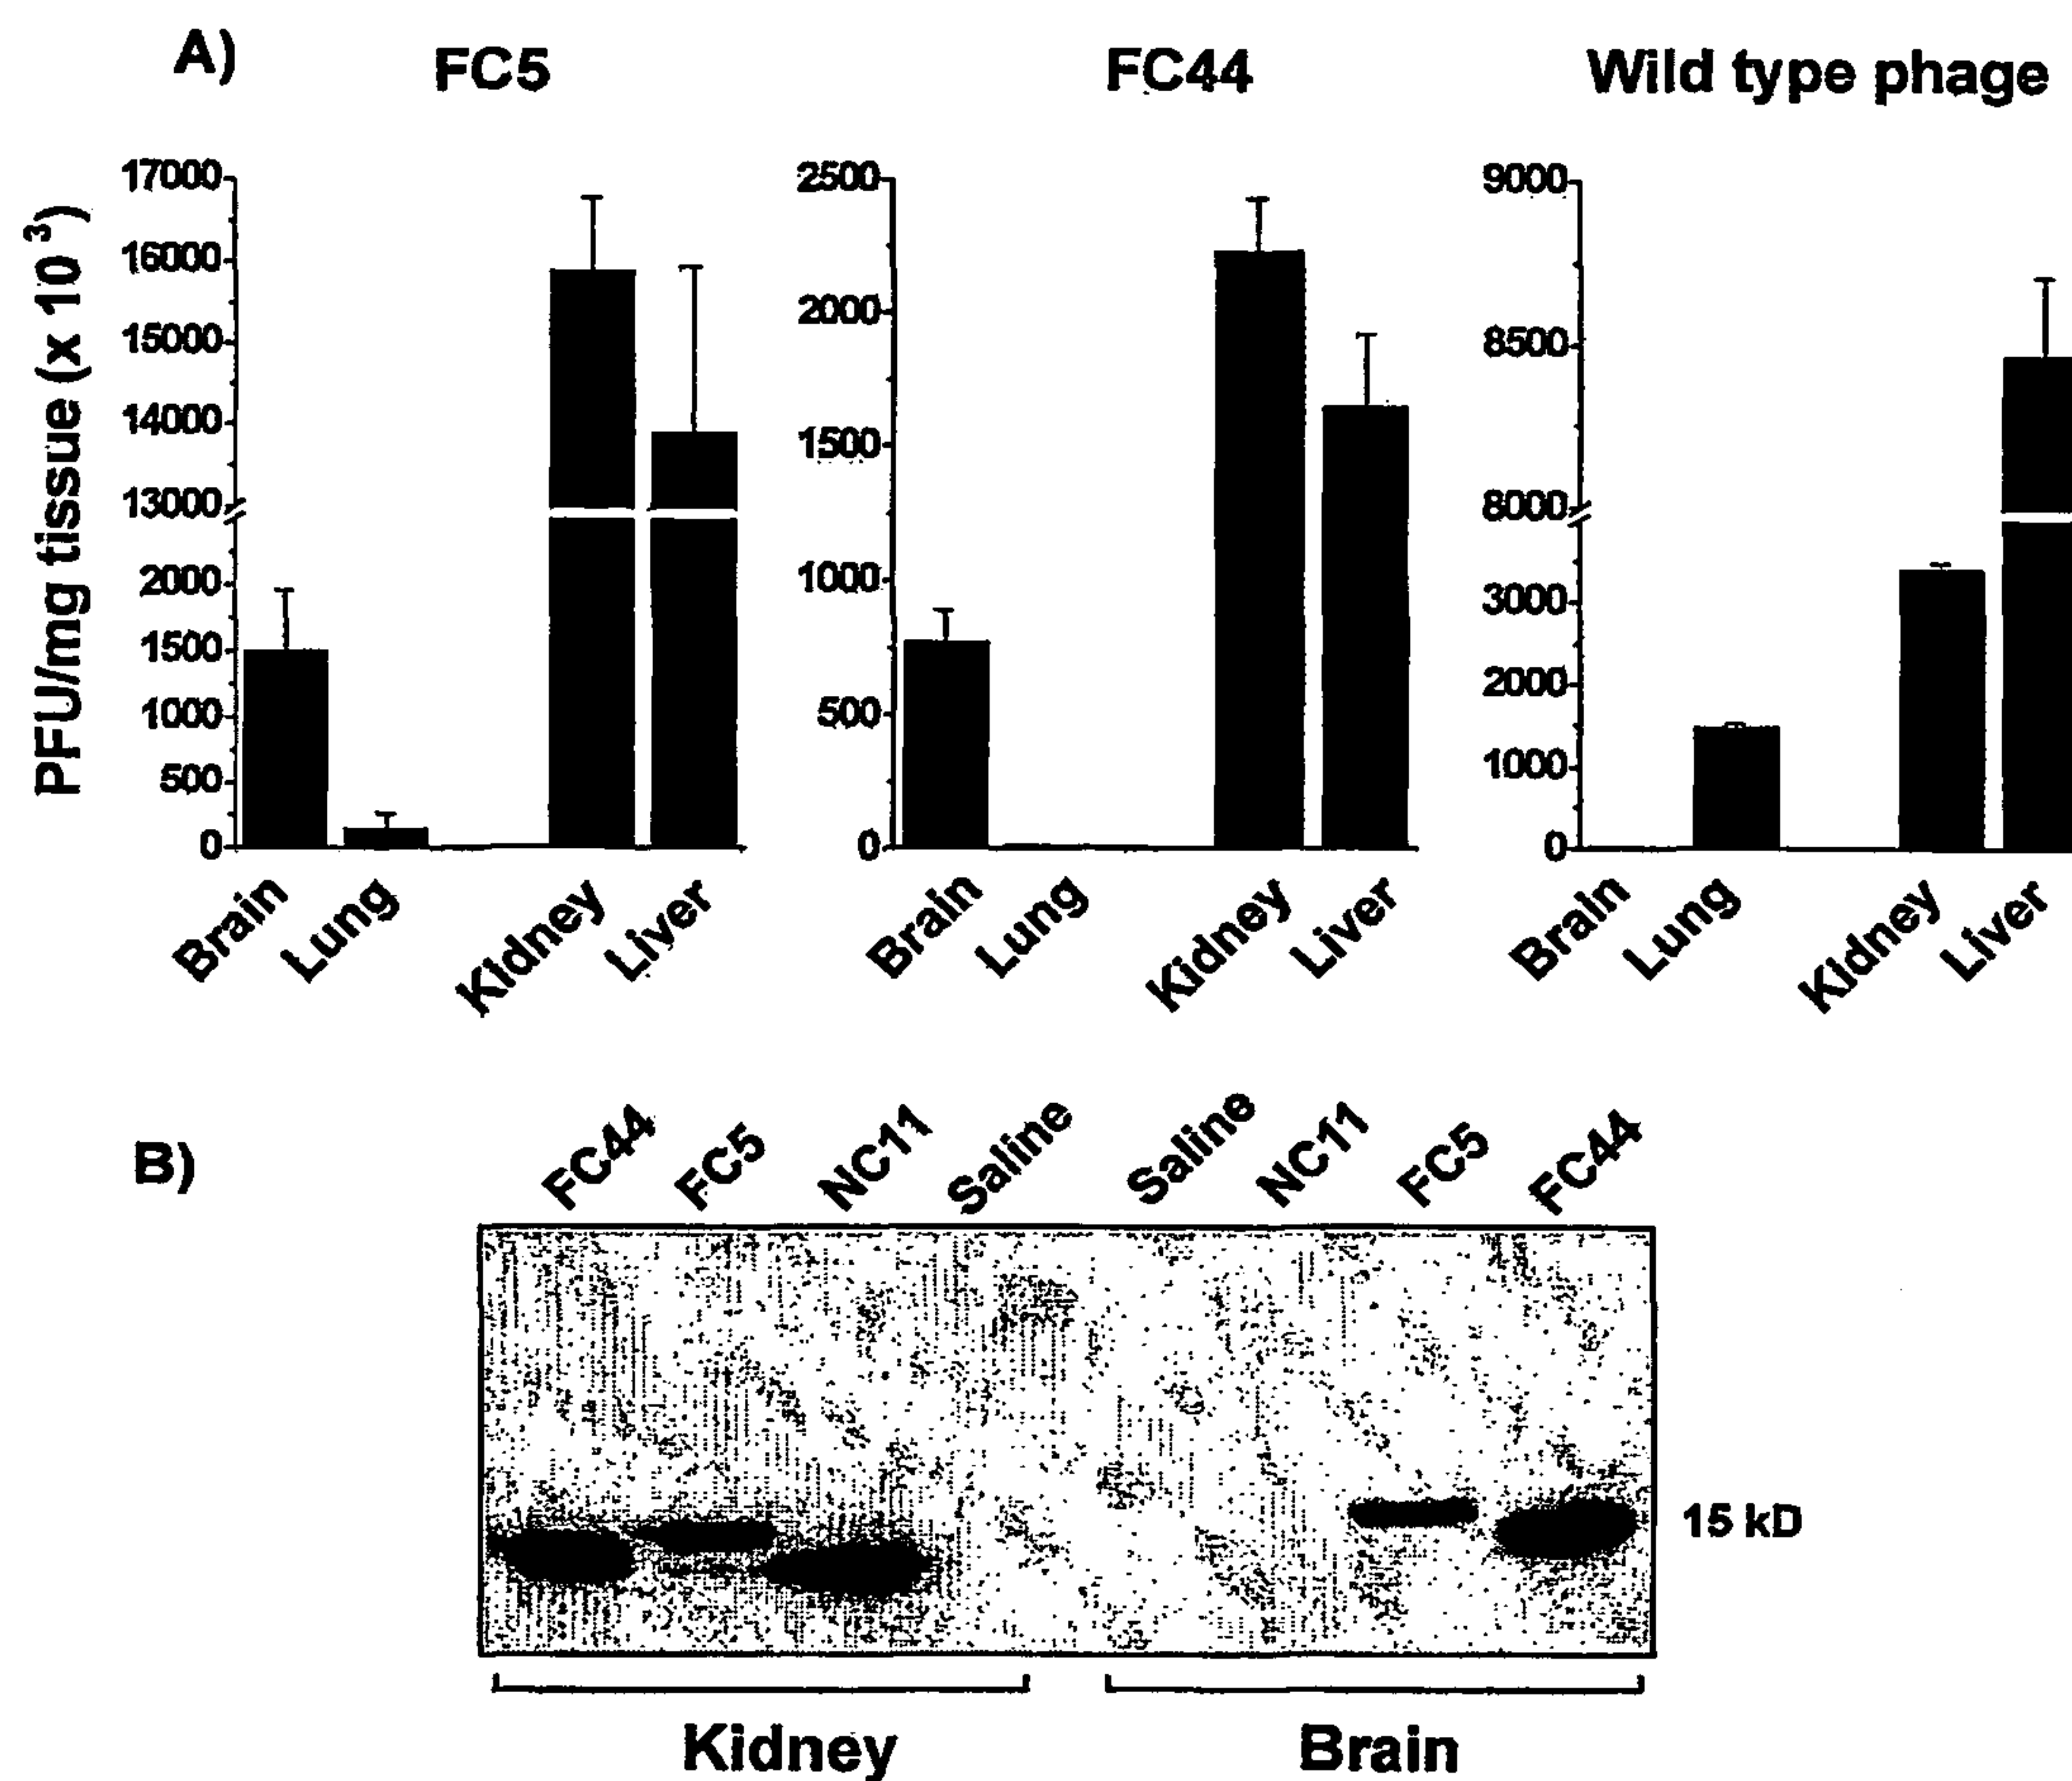 A)
FC5
FC44
Wild type phage
PFU/mg tissue (x 10 3)
17000
16000
15000
14000
13000
2000
1500
1000
500
0
Brain
Lung
Kidney
Liver
2500
2000
1500
1000
500
0
Brain
Lung
Kidney
Liver
9000
8500
8000
3000
2000
1000
0
Brain
Lung
Kidney
Liver
B)
FC44
FC5
NC11
Saline
Saline
NC11
FC5
FC44
15 kD
Kidney
Brain